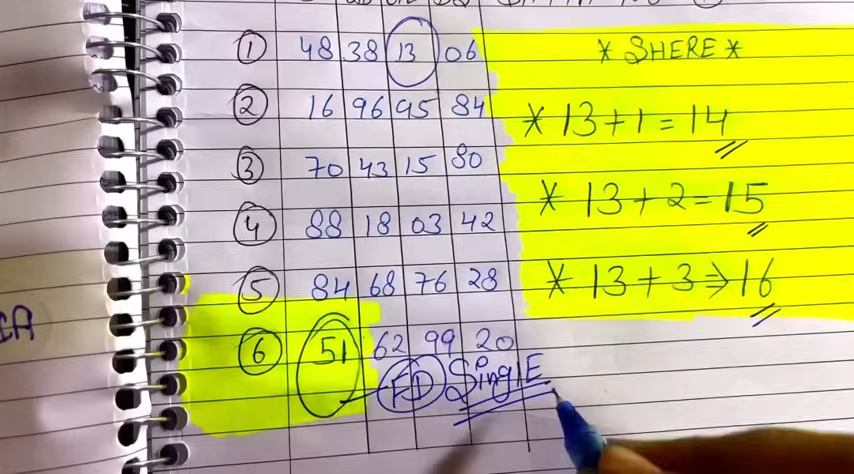 ① 48 38 13 06
② 16 96 95 84
③ 70 43 15 80
④ 88 18 03 42
⑤ 84 68 76 28
⑥ 51 62 99 20
FD SinglE
* SHERE *
* 13+1=14
* 13+2=15
* 13+3⇒16